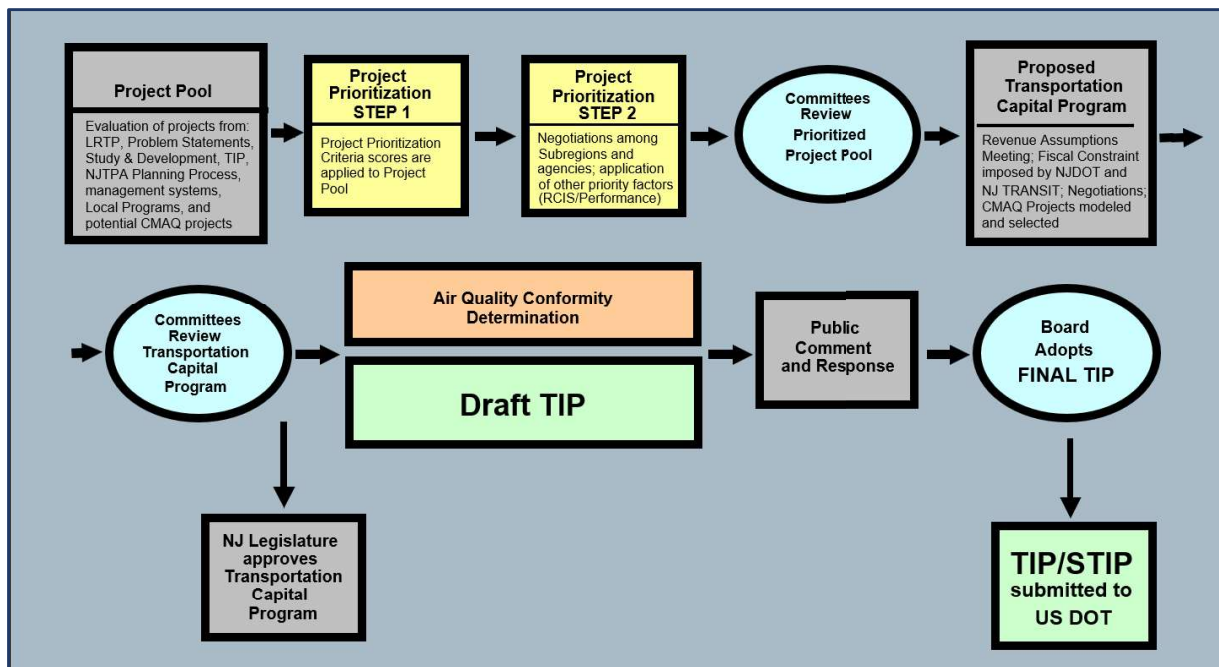 Project Pool
Evaluation of projects from:
LRTP, Problem Statements,
Study & Development, TIP,
NJTPA Planning Process,
management systems,
Local Programs, and
potential CMAQ projects
Project
Prioritization
STEP 1
Project Prioritization
Criteria scores are
applied to Project
Pool
Project
Prioritization
STEP 2
Negotiations among
Subregions and
agencies; application
of other priority factors
(RCIS/Performance)
Committees
Review
Prioritized
Project Pool
Proposed
Transportation
Capital Program
Revenue Assumptions
Meeting; Fiscal Constraint
imposed by NJDOT and
NJ TRANSIT; Negotiations;
CMAQ Projects modeled
and selected
Committees
Review
Transportation
Capital
Program
Air Quality Conformity
Determination
Draft TIP
Public
Comment
and Response
Board
Adopts
FINAL TIP
NJ Legislature
approves
Transportation
Capital
Program
TIP/STIP
submitted to
US DOT